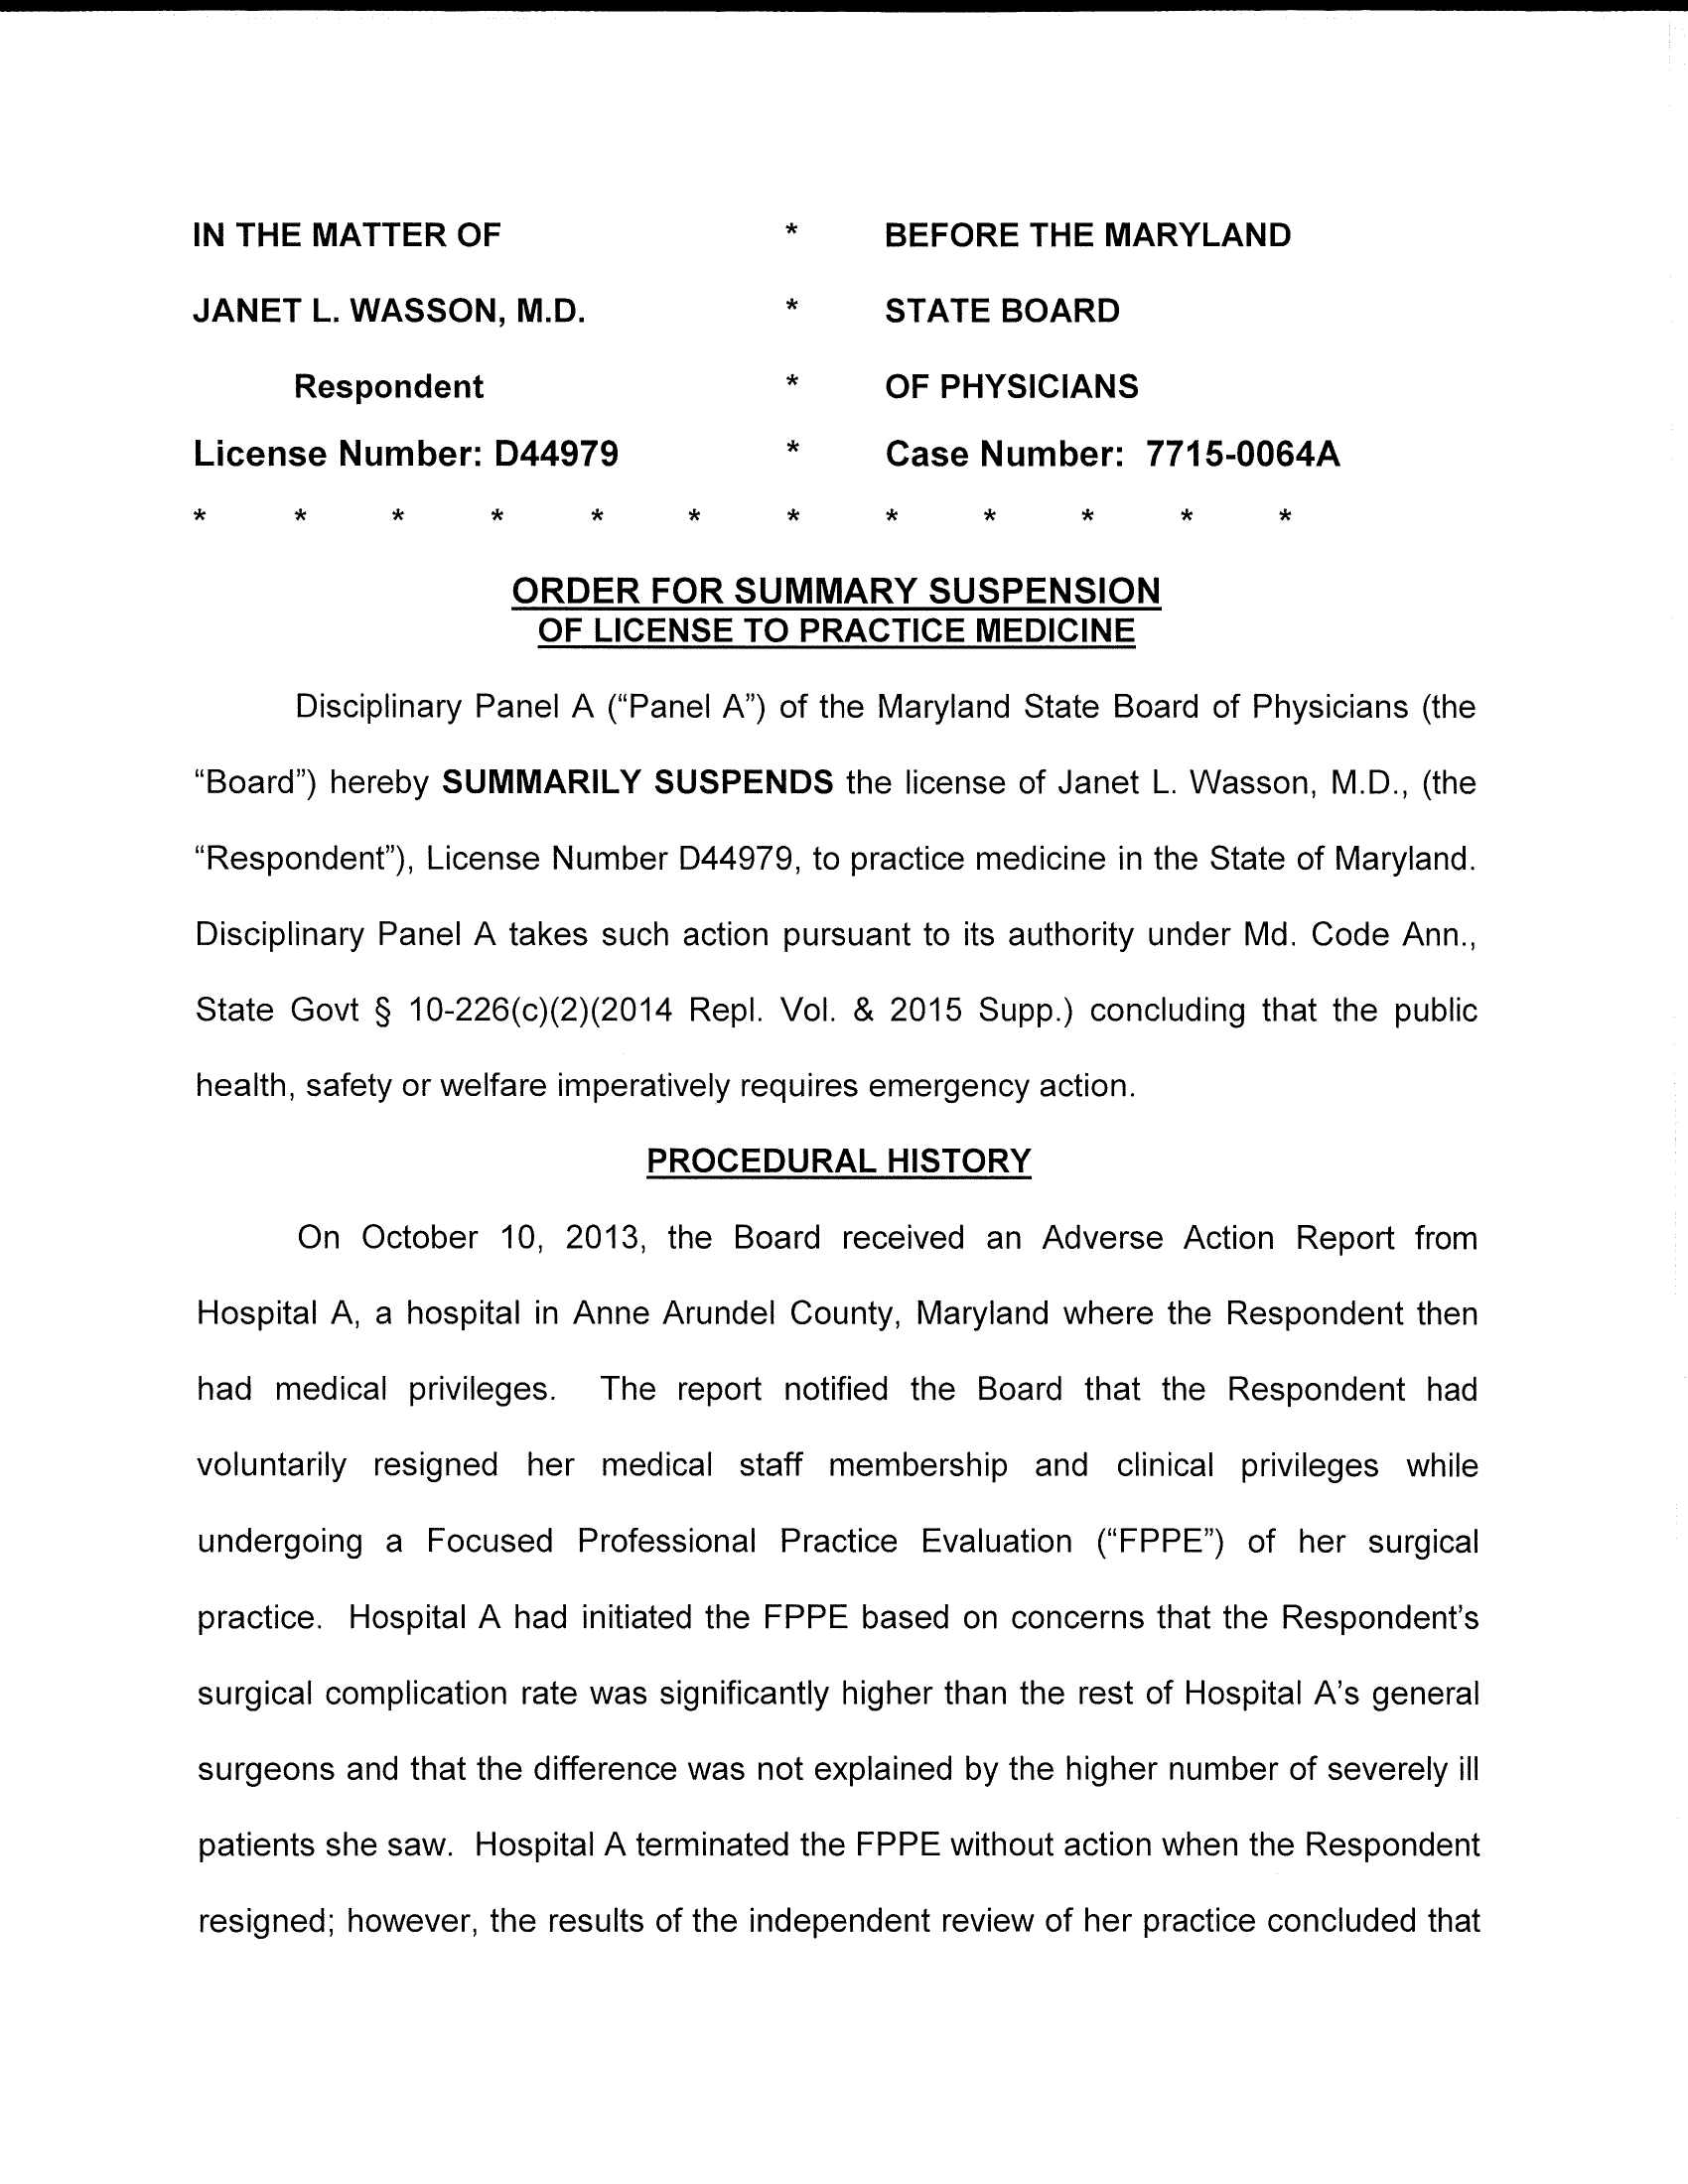 IN THE MATTER OF * BEFORE THE MARYLAND
JANET L. WASSON, M.D. * STATE BOARD
Respondent * OF PHYSICIANS
License Number: D44979 * Case Number: 7715-0064A
* * * * * * * * * * * *
ORDER FOR SUMMARY SUSPENSION
OF LICENSE TO PRACTICE MEDICINE
Disciplinary Panel A (“Panel A”) of the Maryland State Board of Physicians (the
“Board”) hereby SUMMARILY SUSPENDS the license of Janet L. Wasson, M.D., (the
“Respondent”), License Number D44979, to practice medicine in the State of Maryland.
Disciplinary Panel A takes such action pursuant to its authority under Md. Code Ann.,
State Govt § 10-226(c)(2)(2014 Repl. Vol. & 2015 Supp.) concluding that the public
health, safety or welfare imperatively requires emergency action.
PROCEDURAL HISTORY
On October 10, 2013, the Board received an Adverse Action Report from
Hospital A, a hospital in Anne Arundel County, Maryland where the Respondent then
had medical privileges. The report notified the Board that the Respondent had
voluntarily resigned her medical staff membership and clinical privileges while
undergoing a Focused Professional Practice Evaluation (“FPPE”) of her surgical
practice. Hospital A had initiated the FPPE based on concerns that the Respondent’s
surgical complication rate was significantly higher than the rest of Hospital A’s general
surgeons and that the difference was not explained by the higher number of severely ill
patients she saw. Hospital A terminated the FPPE without action when the Respondent
resigned; however, the results of the independent review of her practice concluded that